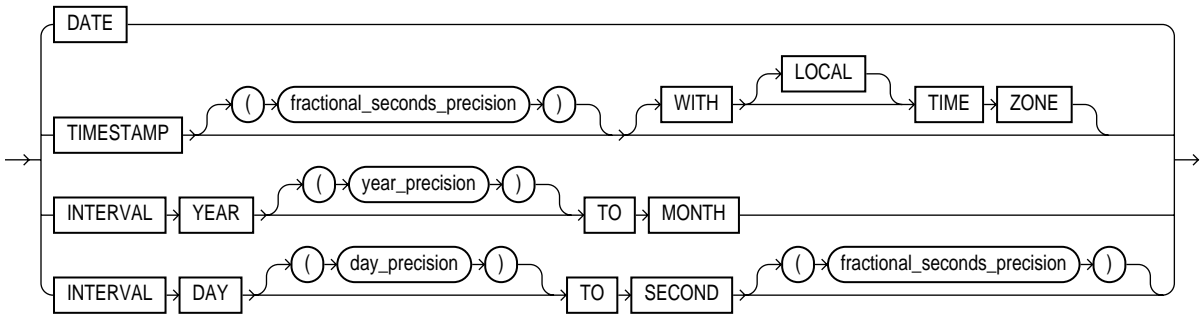 DATE
LOCAL
( fractional_seconds_precision ) WITH TIME ZONE
TIMESTAMP
( year_precision )
INTERVAL YEAR TO MONTH
( day_precision ) ( fractional_seconds_precision )
INTERVAL DAY TO SECOND